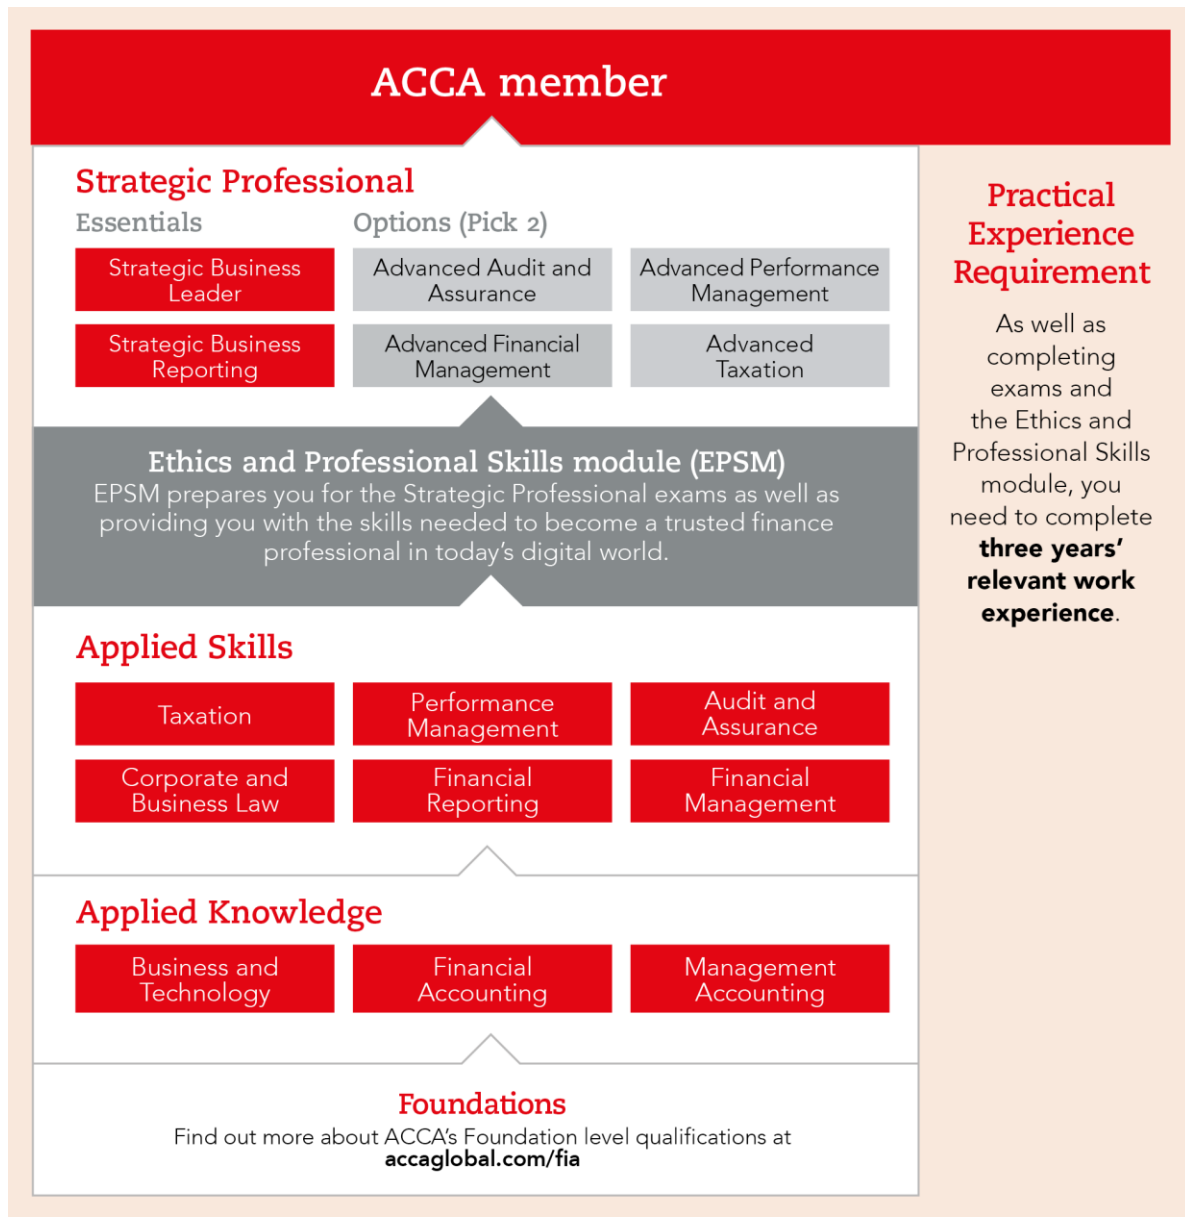 ACCA member
Strategic Professional
Essentials
Options (Pick 2)
Strategic Business
Leader
Advanced Audit and
Assurance
Advanced Performance
Management
Strategic Business
Reporting
Advanced Financial
Management
Advanced
Taxation
Ethics and Professional Skills module (EPSM)
EPSM prepares you for the Strategic Professional exams as well as
providing you with the skills needed to become a trusted finance
professional in today’s digital world.
Applied Skills
Taxation
Performance
Management
Audit and
Assurance
Corporate and
Business Law
Financial
Reporting
Financial
Management
Applied Knowledge
Business and
Technology
Financial
Accounting
Management
Accounting
Foundations
Find out more about ACCA’s Foundation level qualifications at
accaglobal.com/fia
Practical
Experience
Requirement
As well as
completing
exams and
the Ethics and
Professional Skills
module, you
need to complete
three years’
relevant work
experience.